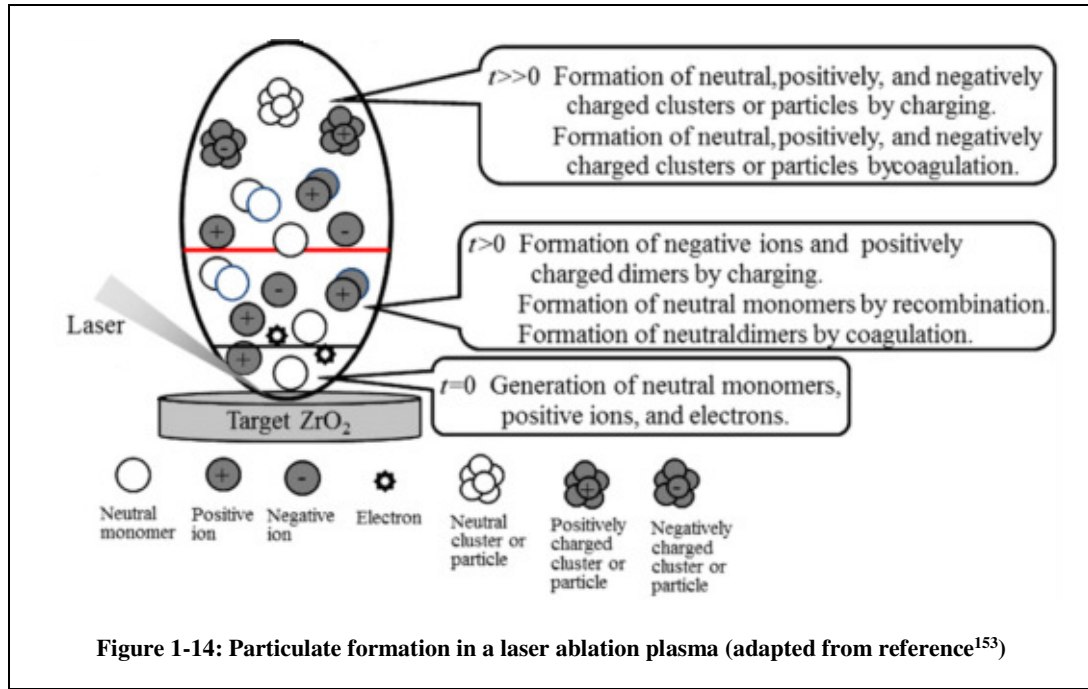 t>>0 Formation of neutral,positively, and negatively
charged clusters or particles by charging.
Formation of neutral,positively, and negatively
charged clusters or particles bycoagulation.
t>0 Formation of negative ions and positively
charged dimers by charging.
Formation of neutral monomers by recombination.
Formation of neutraldimers by coagulation.
Laser
t=0 Generation of neutral monomers,
positive ions, and electrons.
Target ZrO₂
Neutral
monomer
Positive
ion
Negative
ion
Electron
Neutral
cluster or
particle
Positively
charged
cluster or
particle
Negatively
charged
cluster or
particle
Figure 1-14: Particulate formation in a laser ablation plasma (adapted from reference¹⁵³)